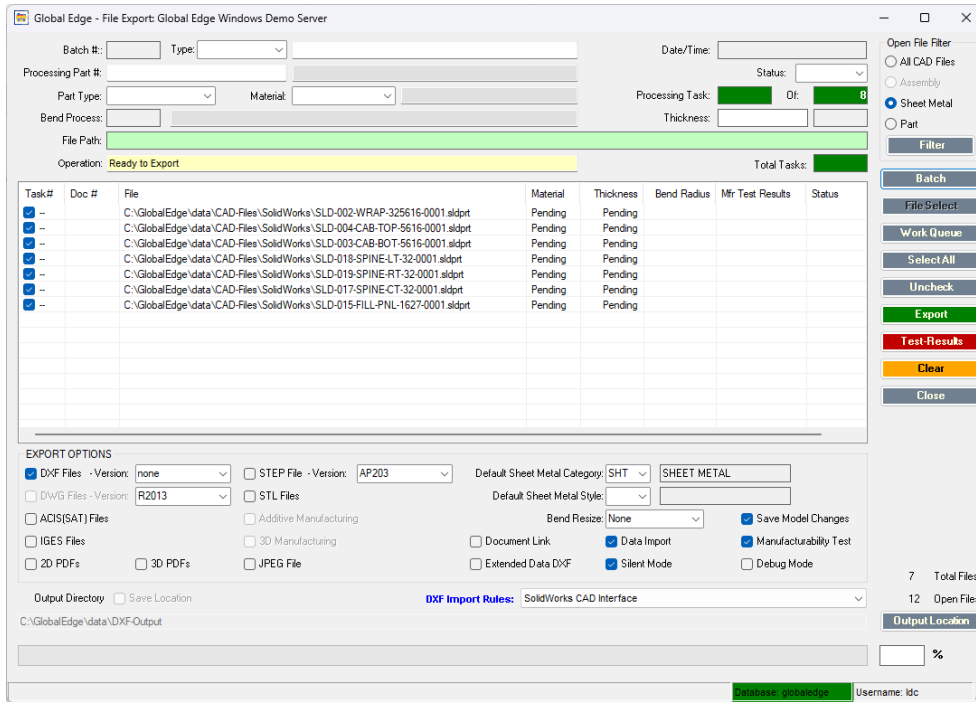 Global Edge - File Export: Global Edge Windows Demo Server
Batch #:: Type: Date/Time: Open File Filter
Processing Part #: Status: All CAD Files
Part Type: Material: Processing Task: Of: 8 Assembly
Bend Process: Thickness: Sheet Metal
Part
File Path: Filter
Operation: Ready to Export Total Tasks:
Batch
Task# Doc # File Material Thickness Bend Radius Mfr Test Results Status
-- C:\GlobalEdge\data\CAD-Files\SolidWorks\SLD-002-WRAP-325616-0001.sldprt Pending Pending File Select
-- C:\GlobalEdge\data\CAD-Files\SolidWorks\SLD-004-CAB-TOP-5616-0001.sldprt Pending Pending Work Queue
-- C:\GlobalEdge\data\CAD-Files\SolidWorks\SLD-003-CAB-BOT-5616-0001.sldprt Pending Pending
-- C:\GlobalEdge\data\CAD-Files\SolidWorks\SLD-018-SPINE-LT-32-0001.sldprt Pending Pending Select All
-- C:\GlobalEdge\data\CAD-Files\SolidWorks\SLD-019-SPINE-RT-32-0001.sldprt Pending Pending
-- C:\GlobalEdge\data\CAD-Files\SolidWorks\SLD-017-SPINE-CT-32-0001.sldprt Pending Pending Uncheck
-- C:\GlobalEdge\data\CAD-Files\SolidWorks\SLD-015-FILL-PNL-1627-0001.sldprt Pending Pending
Export
Test-Results
Clear
Close
EXPORT OPTIONS
DXF Files - Version: none STEP File - Version: AP203 Default Sheet Metal Category: SHT SHEET METAL
DWG Files - Version: R2013 STL Files Default Sheet Metal Style:
ACIS(SAT) Files Additive Manufacturing Bend Resize: None Save Model Changes
IGES Files 3D Manufacturing Document Link Data Import Manufacturability Test
2D PDFs 3D PDFs JPEG File Extended Data DXF Silent Mode Debug Mode
7 Total Files
Output Directory Save Location DXF Import Rules: SolidWorks CAD Interface 12 Open File
C:\GlobalEdge\data\DXF-Output Output Location
%
Database: globaledge Username: ldc